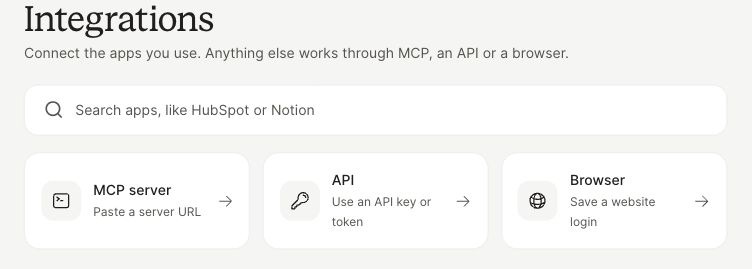 Integrations
Connect the apps you use. Anything else works through MCP, an API or a browser.
Search apps, like HubSpot or Notion
MCP server
Paste a server URL
API
Use an API key or
token
Browser
Save a website
login